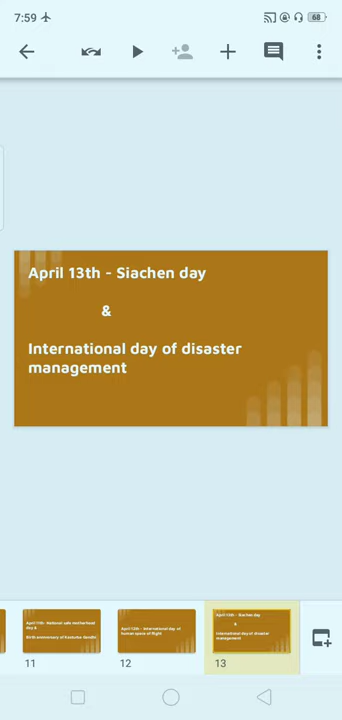 7:59
68
April 13th - Siachen day
&
International day of disaster
management
April 11th- National safe motherhood
day &
Birth anniversary of Kasturba Gandhi
April 12th - International day of
human space of flight
April 13th - Siachen day
&
International day of disaster
management
11
12
13